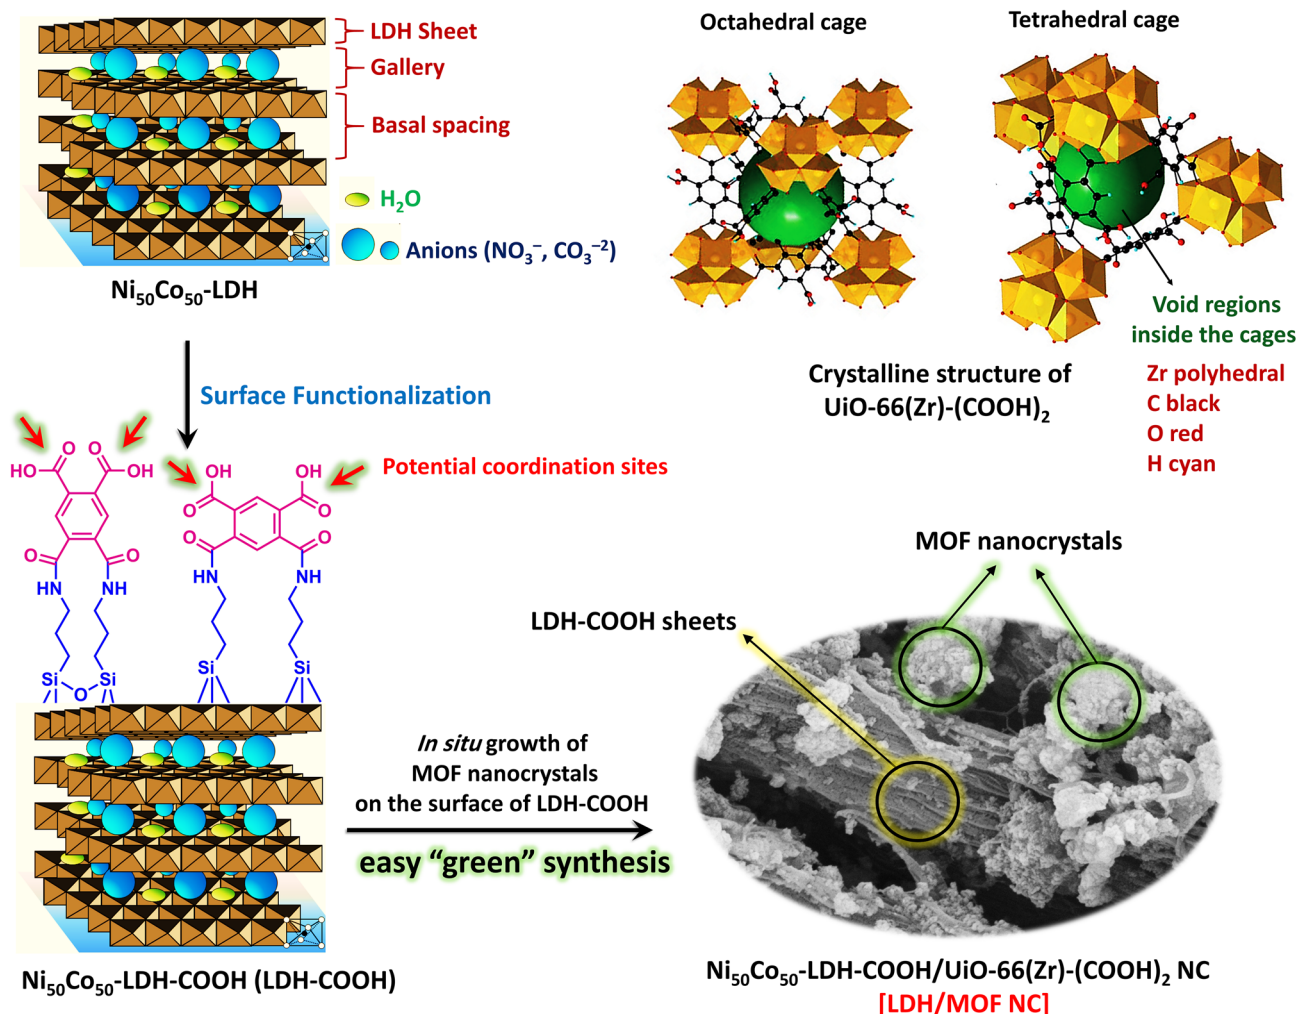 LDH Sheet
Gallery
Basal spacing
H₂O
Anions (NO₃⁻, CO₃⁻²)
Ni₅₀Co₅₀-LDH
Octahedral cage
Tetrahedral cage
Void regions
inside the cages
Crystalline structure of
UiO-66(Zr)-(COOH)₂
Zr polyhedral
C black
O red
H cyan
Surface Functionalization
Potential coordination sites
O O
HO OH
OH OH
O O
O O
O O
HN NH
HN NH
Si Si
O
Si Si
In situ growth of
MOF nanocrystals
on the surface of LDH-COOH
easy “green” synthesis
Ni₅₀Co₅₀-LDH-COOH (LDH-COOH)
MOF nanocrystals
LDH-COOH sheets
Ni₅₀Co₅₀-LDH-COOH/UiO-66(Zr)-(COOH)₂ NC
[LDH/MOF NC]